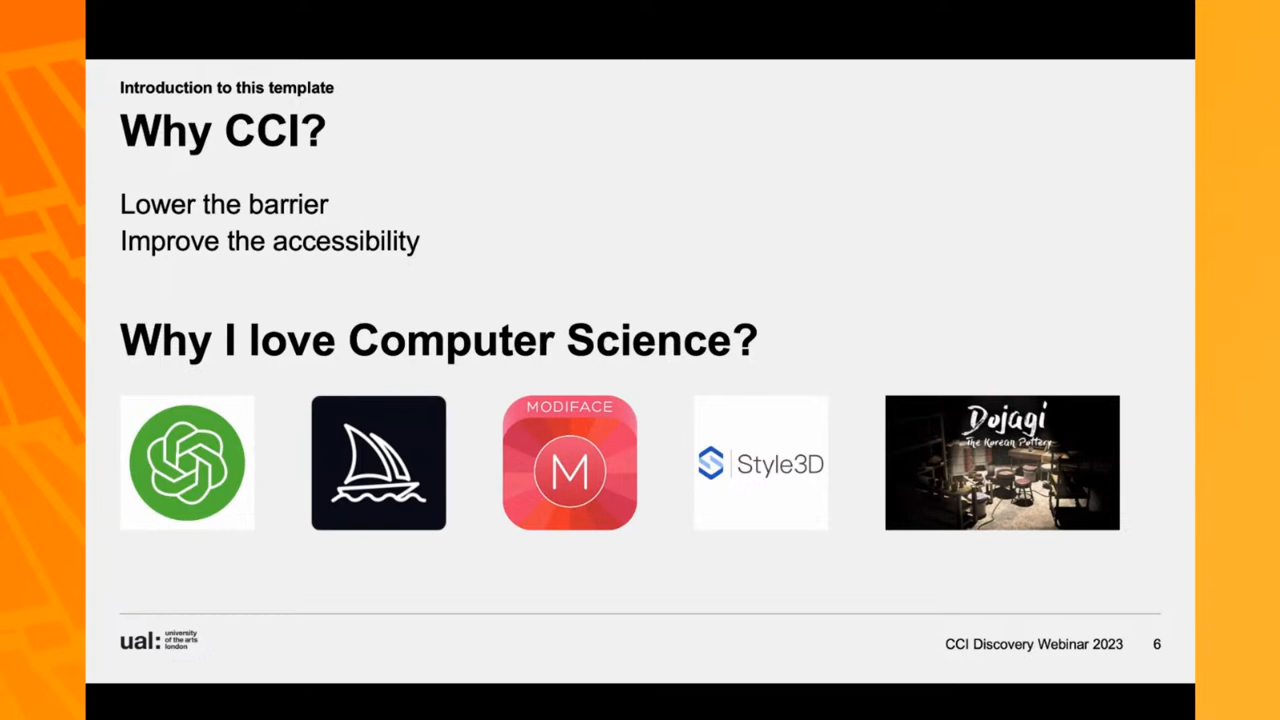 Introduction to this template
Why CCI?
Lower the barrier
Improve the accessibility
Why I love Computer Science?
MODIFACE
M
Style3D
Dojagi
The Korean Pottery
ual:
university
of the arts
london
CCI Discovery Webinar 2023
6